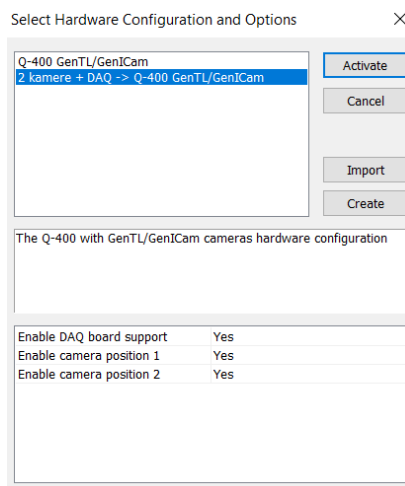 Select Hardware Configuration and Options
Q-400 GenTL/GenICam
2 kamere + DAQ -> Q-400 GenTL/GenICam
Activate
Cancel
Import
Create
The Q-400 with GenTL/GenICam cameras hardware configuration
Enable DAQ board support Yes
Enable camera position 1 Yes
Enable camera position 2 Yes